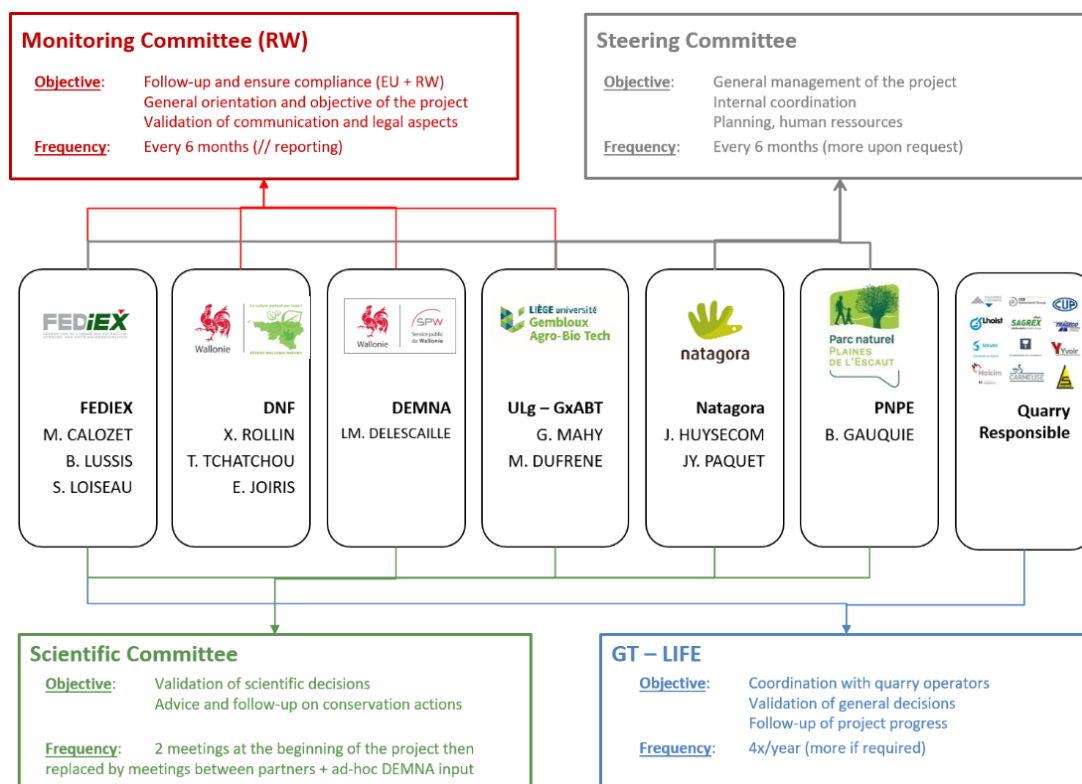 Monitoring Committee (RW)
Objective: Follow-up and ensure compliance (EU + RW)
General orientation and objective of the project
Validation of communication and legal aspects
Frequency: Every 6 months (// reporting)
Steering Committee
Objective: General management of the project
Internal coordination
Planning, human ressources
Frequency: Every 6 months (more upon request)
FEDIEX
FEDIEX
M. CALOZET
B. LUSSIS
S. LOISEAU
Wallonie
DNF
X. ROLLIN
T. TCHATCHOU
E. JOIRIS
Wallonie
SPW
Service public
de Wallonie
DEMNA
LM. DELESCAILLE
LIÈGE université
Gembloux
Agro-Bio Tech
ULg – GxABT
G. MAHY
M. DUFRENE
natagora
Natagora
J. HUYSECOM
JY. PAQUET
Parc naturel
PLAINES
DE L'ESCAUT
PNPE
B. GAUQUIE
CUP
Lhoist
SAGREX
Yvoir
Holcim
CARMEUSE
Quarry
Responsible
Scientific Committee
Objective: Validation of scientific decisions
Advice and follow-up on conservation actions
Frequency: 2 meetings at the beginning of the project then
replaced by meetings between partners + ad-hoc DEMNA input
GT – LIFE
Objective: Coordination with quarry operators
Validation of general decisions
Follow-up of project progress
Frequency: 4x/year (more if required)